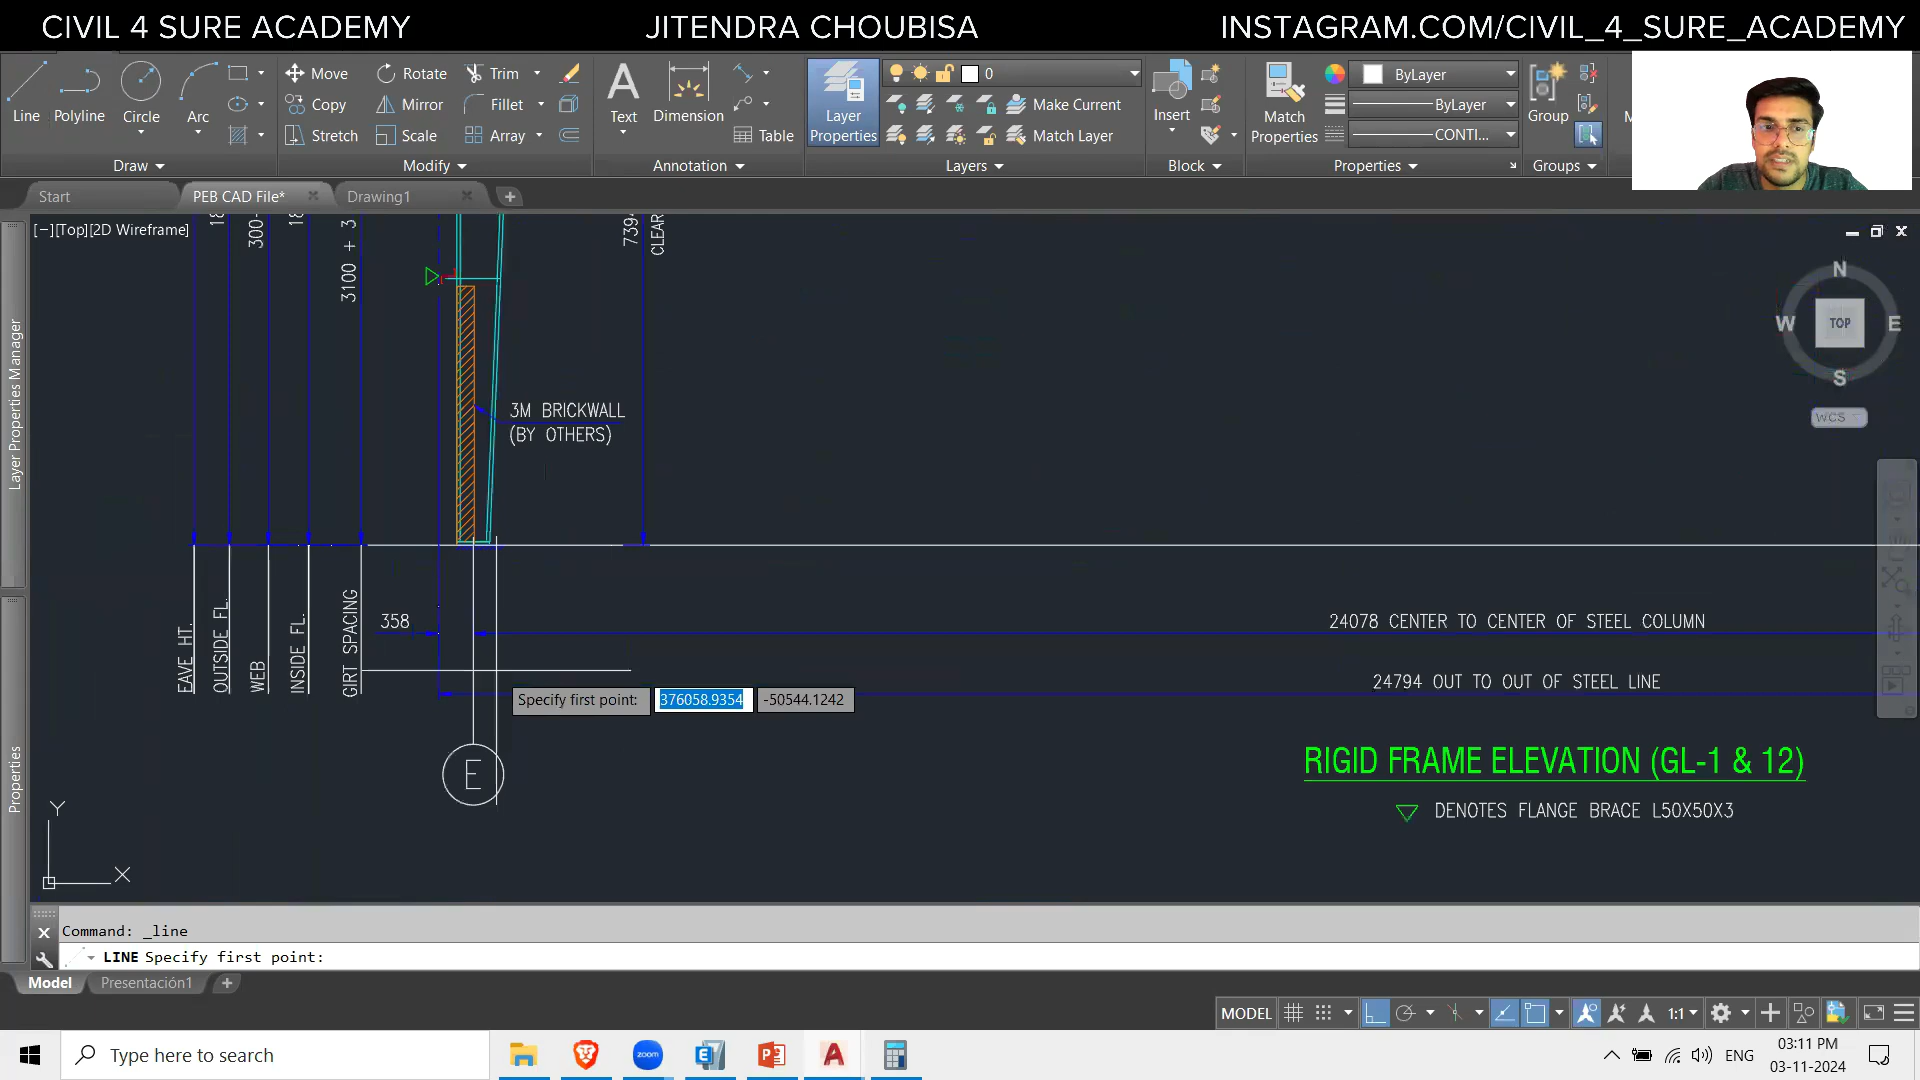 CIVIL 4 SURE ACADEMY
JITENDRA CHOUBISA
INSTAGRAM.COM/CIVIL_4_SURE_ACADEMY
Line
Polyline
Circle
Arc
Move
Rotate
Trim
Copy
Mirror
Fillet
Stretch
Scale
Array
Text
Dimension
Table
Layer
Properties
0
Make Current
Match Layer
Insert
Match
Properties
ByLayer
ByLayer
CONTI...
Group
Draw
Modify
Annotation
Layers
Block
Properties
Groups
Start
PEB CAD File*
Drawing1
[−][Top][2D Wireframe]
Layer Properties Manager
Properties
18
300-
18
3100 + 3
7394
CLEAR
N
W
TOP
E
S
WCS
3M BRICKWALL
(BY OTHERS)
EAVE HT.
OUTSIDE FL.
WEB
INSIDE FL.
GIRT SPACING
358
24078 CENTER TO CENTER OF STEEL COLUMN
24794 OUT TO OUT OF STEEL LINE
Specify first point:
376058.9354
-50544.1242
E
RIGID FRAME ELEVATION (GL-1 & 12)
DENOTES FLANGE BRACE L50X50X3
Y
X
Command: _line
LINE Specify first point:
Model
Presentación1
MODEL
1:1
Type here to search
zoom
ENG
03:11 PM
03-11-2024